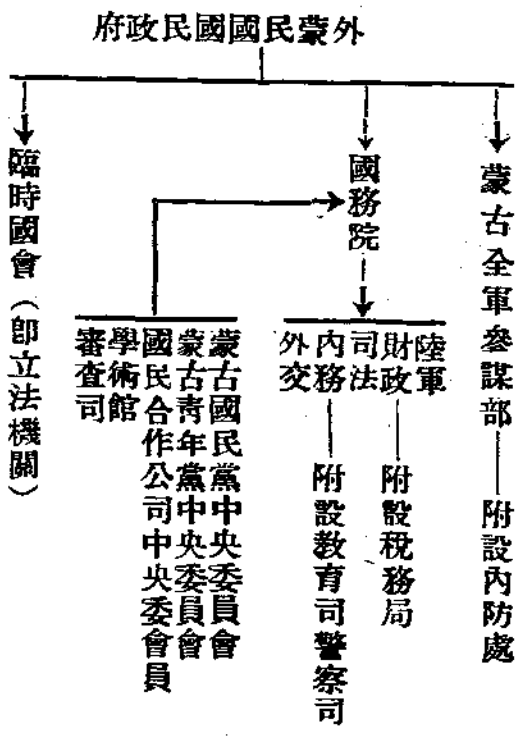 外蒙民國國民政府
蒙古全軍參謀部——附設內防處
國務院
陸軍
財政——附設稅務局
司法
內務——附設教育司警察司
外交
蒙古國民黨中央委員會
蒙古靑年黨中央委員會
國民合作公司中央委會員
學術館
審查司
臨時國會(卽立法機關)